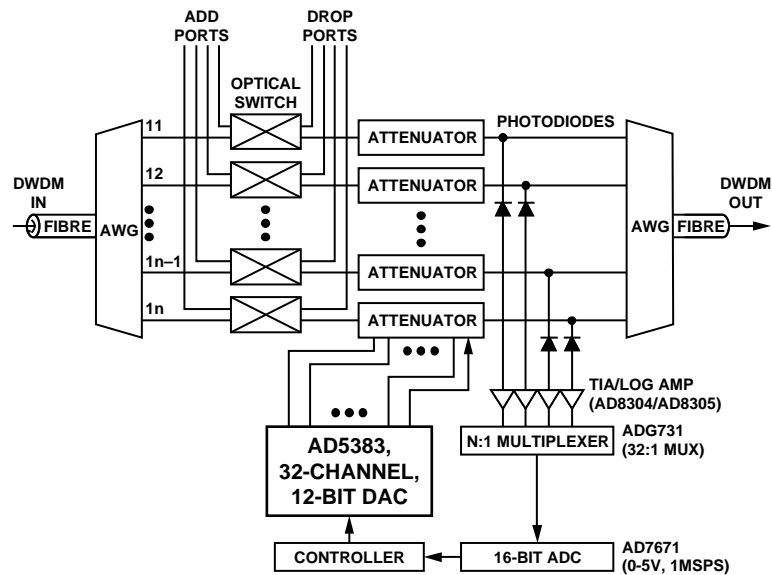 ADD
PORTS
DROP
PORTS
OPTICAL
SWITCH
PHOTODIODES
11
ATTENUATOR
12
ATTENUATOR
DWDM
IN
FIBRE
AWG
AWG
FIBRE
DWDM
OUT
1n–1
ATTENUATOR
1n
ATTENUATOR
TIA/LOG AMP
(AD8304/AD8305)
N:1 MULTIPLEXER
ADG731
(32:1 MUX)
AD5383,
32-CHANNEL,
12-BIT DAC
CONTROLLER
16-BIT ADC
AD7671
(0-5V, 1MSPS)